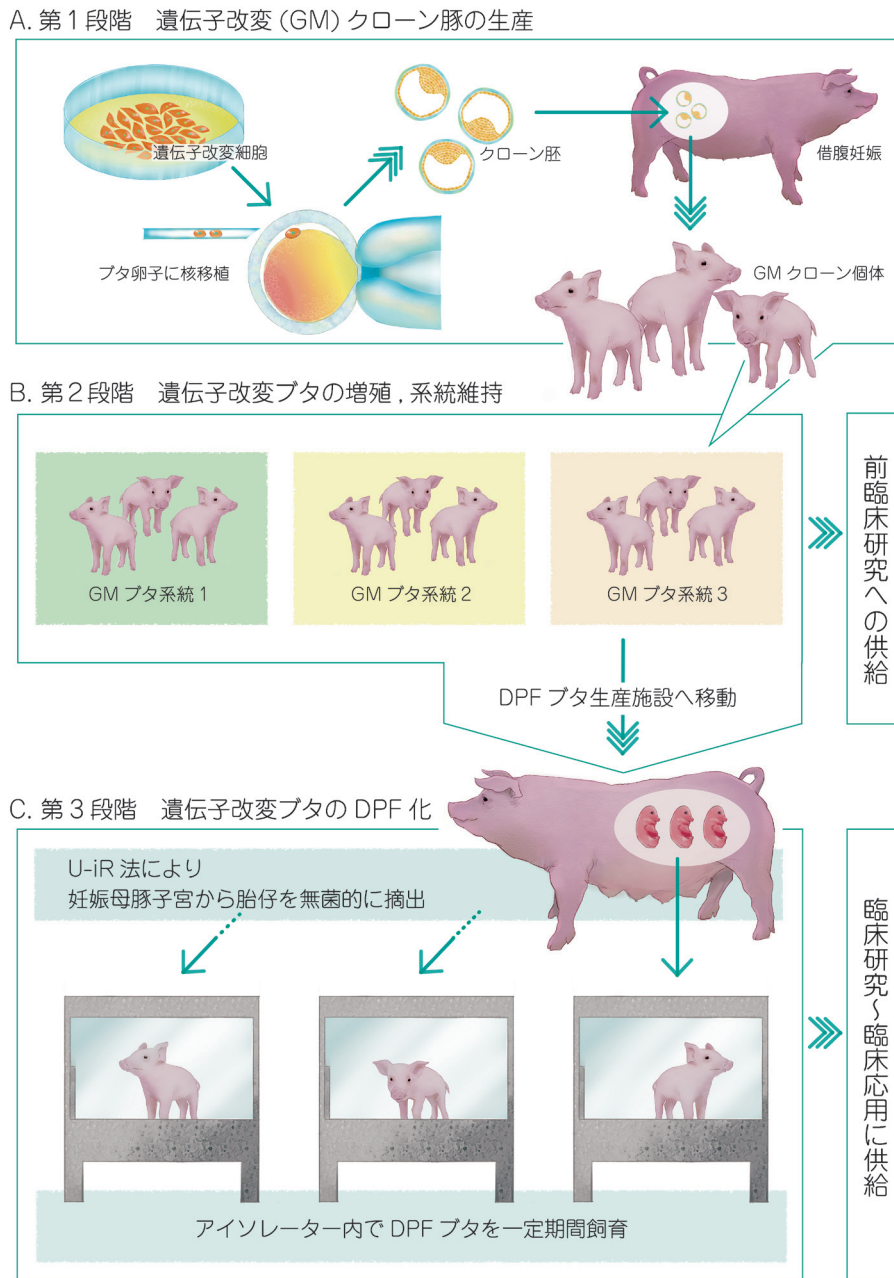 A. 第1段階　遺伝子改変 (GM) クローン豚の生産
遺伝子改変細胞
クローン胚
借腹妊娠
ブタ卵子に核移植
GM クローン個体
B. 第2段階　遺伝子改変ブタの増殖 , 系統維持
GM ブタ系統 1
GM ブタ系統 2
GM ブタ系統 3
前臨床研究への供給
DPF ブタ生産施設へ移動
C. 第3段階　遺伝子改変ブタの DPF 化
U-iR 法により
妊娠母豚子宮から胎仔を無菌的に摘出
臨床研究～臨床応用に供給
アイソレーター内で DPF ブタを一定期間飼育